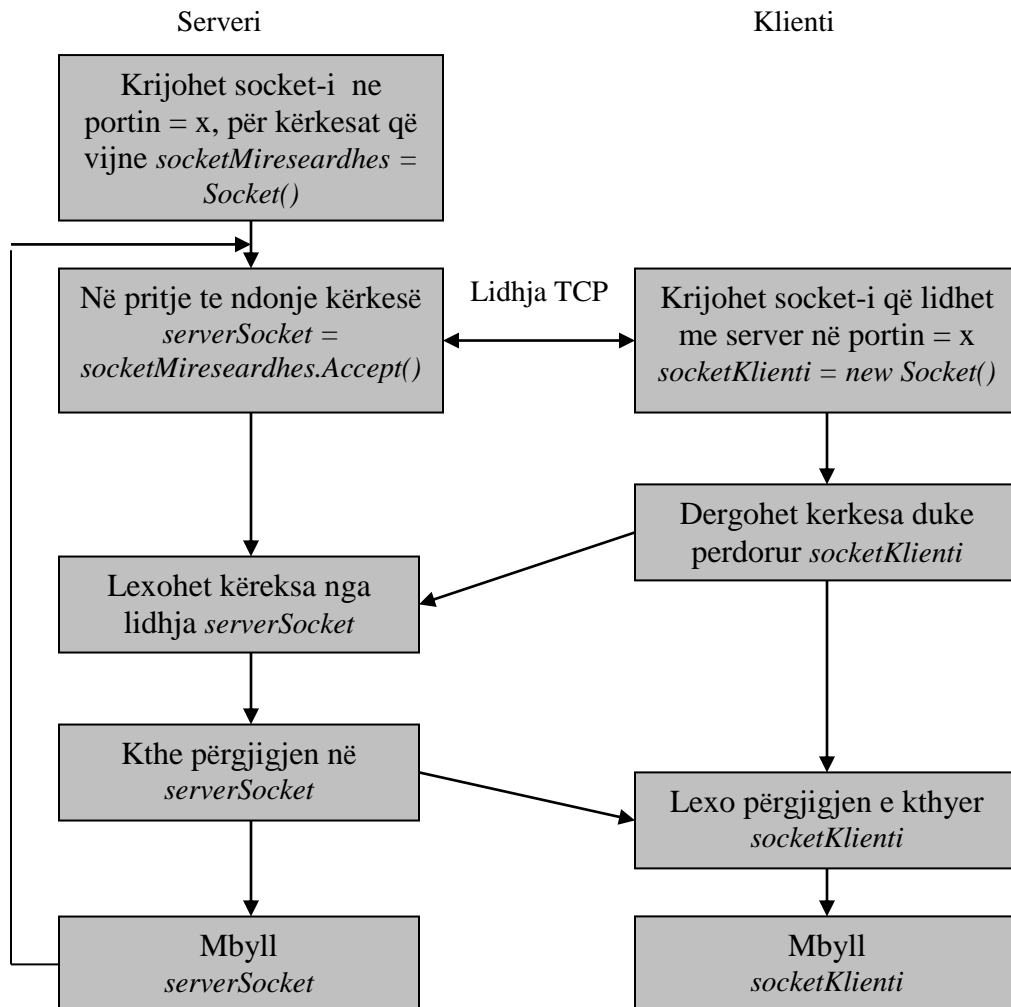 Serveri
Klienti
Krijohet socket-i ne
portin = x, për kërkesat që
vijne socketMireseardhes =
Socket()
Në pritje te ndonje kërkesë
serverSocket =
socketMireseardhes.Accept()
Lidhja TCP
Krijohet socket-i që lidhet
me server në portin = x
socketKlienti = new Socket()
Dergohet kerkesa duke
perdorur socketKlienti
Lexohet këreksa nga
lidhja serverSocket
Kthe përgjigjen në
serverSocket
Lexo përgjigjen e kthyer
socketKlienti
Mbyll
serverSocket
Mbyll
socketKlienti